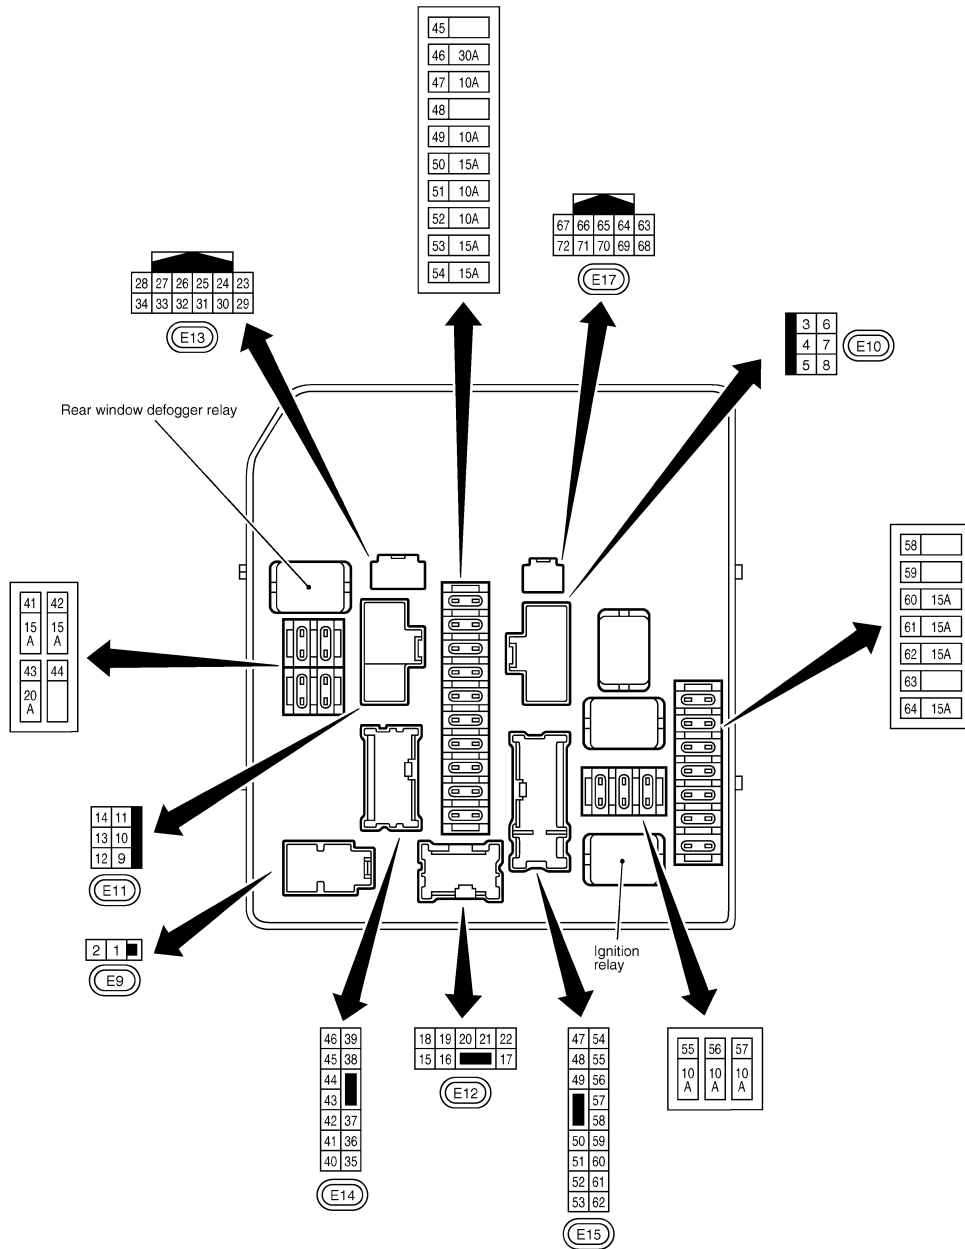 45
46 30A
47 10A
48
49 10A
50 15A
51 10A
52 10A
53 15A
54 15A
67 66 65 64 63
72 71 70 69 68
E17
28 27 26 25 24 23
34 33 32 31 30 29
E13
3 6
4 7
5 8
E10
Rear window defogger relay
58
59
60 15A
61 15A
62 15A
63
64 15A
41 42
15 A 15 A
43 44
20 A
14 11
13 10
12 9
E11
2 1
E9
Ignition
relay
46 39
45 38
44
43
42 37
41 36
40 35
E14
18 19 20 21 22
15 16 17
E12
47 54
48 55
49 56
57
58
50 59
51 60
52 61
53 62
E15
55 56 57
10 A 10 A 10 A